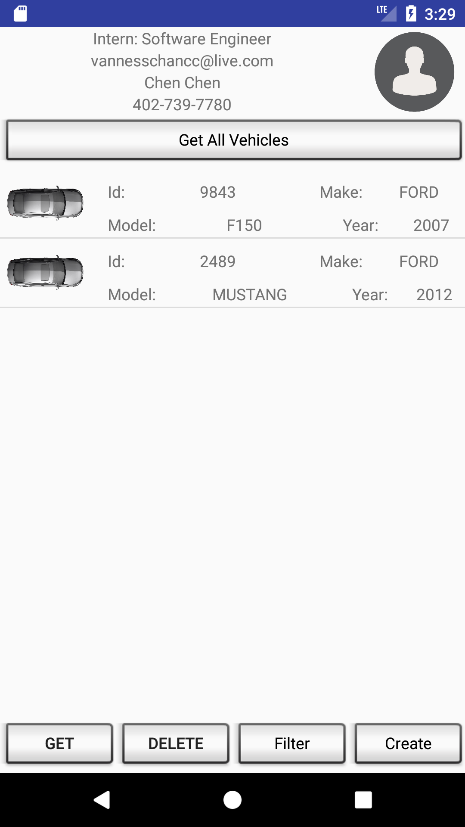 LTE 3:29
Intern: Software Engineer
vannesschancc@live.com
Chen Chen
402-739-7780
Get All Vehicles
Id: 9843 Make: FORD
Model: F150 Year: 2007
Id: 2489 Make: FORD
Model: MUSTANG Year: 2012
GET DELETE Filter Create